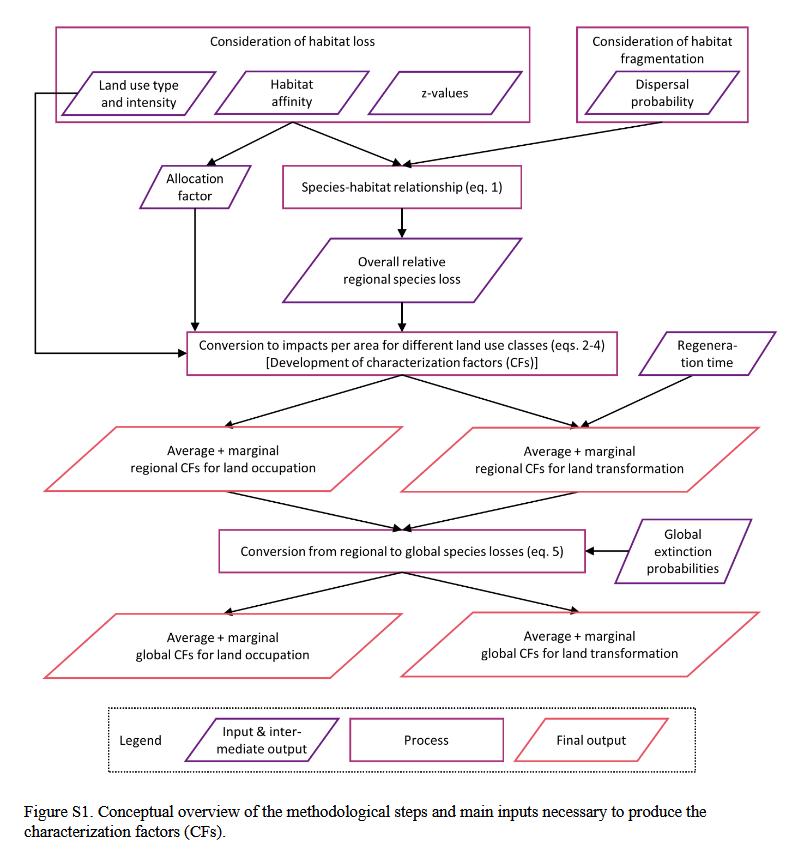 Consideration of habitat loss
Consideration of habitat
fragmentation
Land use type
and intensity
Habitat
affinity
z-values
Dispersal
probability
Allocation
factor
Species-habitat relationship (eq. 1)
Overall relative
regional species loss
Conversion to impacts per area for different land use classes (eqs. 2-4)
[Development of characterization factors (CFs)]
Regenera-
tion time
Average + marginal
regional CFs for land occupation
Average + marginal
regional CFs for land transformation
Conversion from regional to global species losses (eq. 5)
Global
extinction
probabilities
Average + marginal
global CFs for land occupation
Average + marginal
global CFs for land transformation
Legend
Input & inter-
mediate output
Process
Final output
Figure S1. Conceptual overview of the methodological steps and main inputs necessary to produce the
characterization factors (CFs).